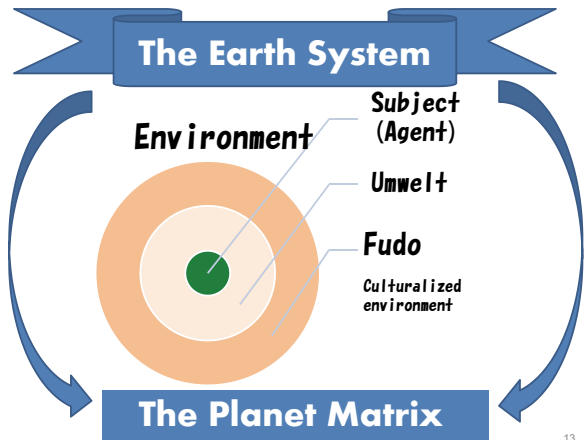 The Earth System
Subject
(Agent)
Environment
Umwelt
Fudo
Culturalized
environment
The Planet Matrix
13